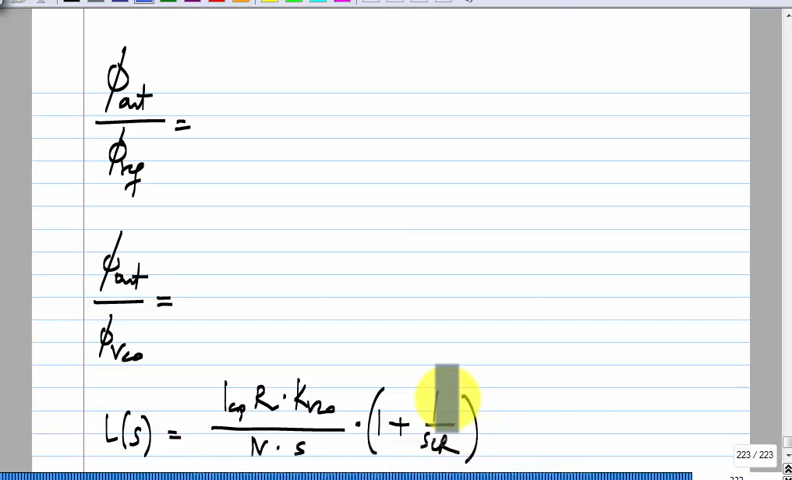 ϕout / ϕref =
ϕout / ϕvco =
L(s) = Icp R · Kvco / N · s · (1 + 1 / sCR)
223 / 223